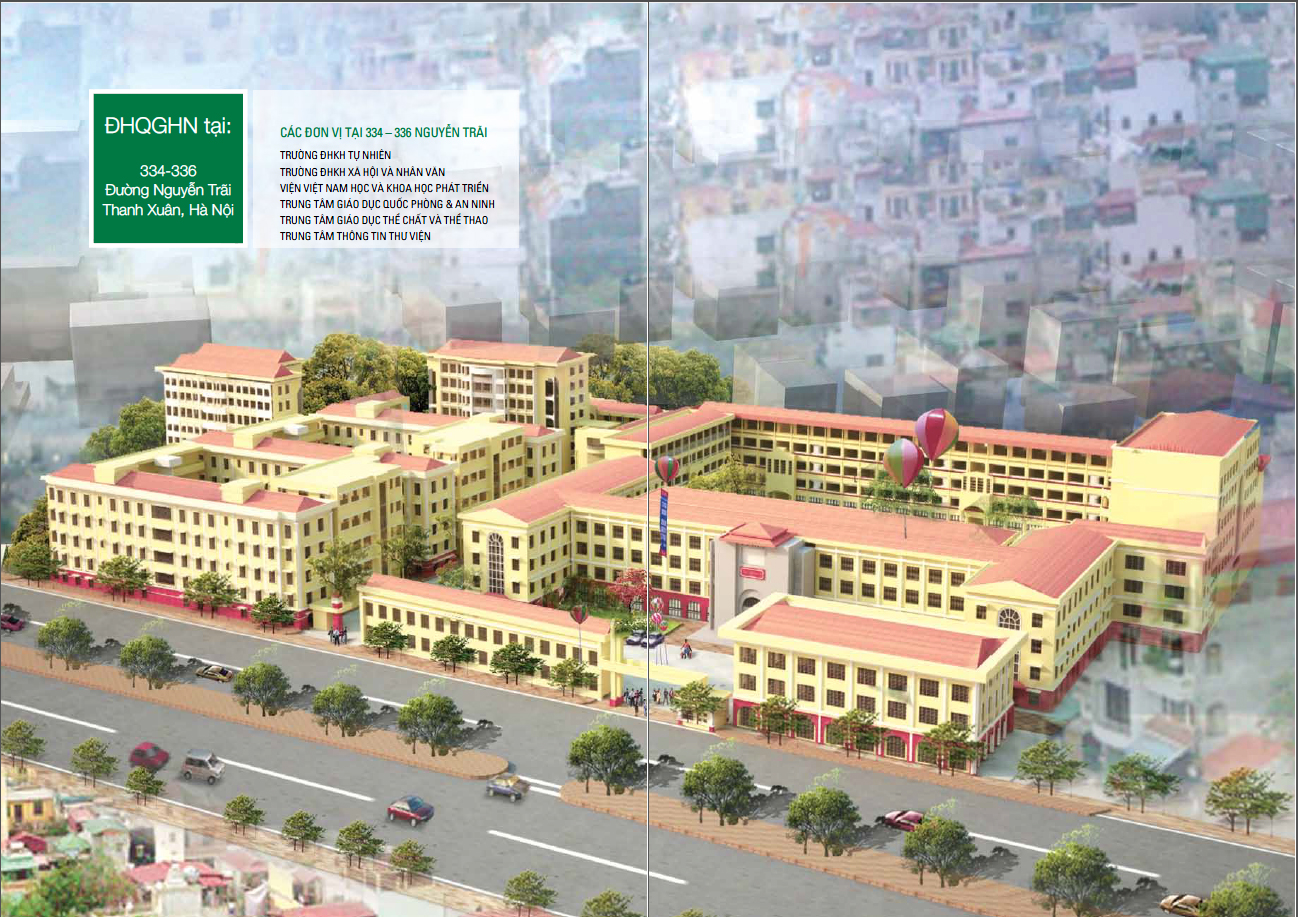 ĐHQGHN tại:
334-336
Đường Nguyễn Trãi
Thanh Xuân, Hà Nội
CÁC ĐƠN VỊ TẠI 334 – 336 NGUYỄN TRÃI
TRƯỜNG ĐHKH TỰ NHIÊN
TRƯỜNG ĐHKH XÃ HỘI VÀ NHÂN VĂN
VIỆN VIỆT NAM HỌC VÀ KHOA HỌC PHÁT TRIỂN
TRUNG TÂM GIÁO DỤC QUỐC PHÒNG & AN NINH
TRUNG TÂM GIÁO DỤC THỂ CHẤT VÀ THỂ THAO
TRUNG TÂM THÔNG TIN THƯ VIỆN